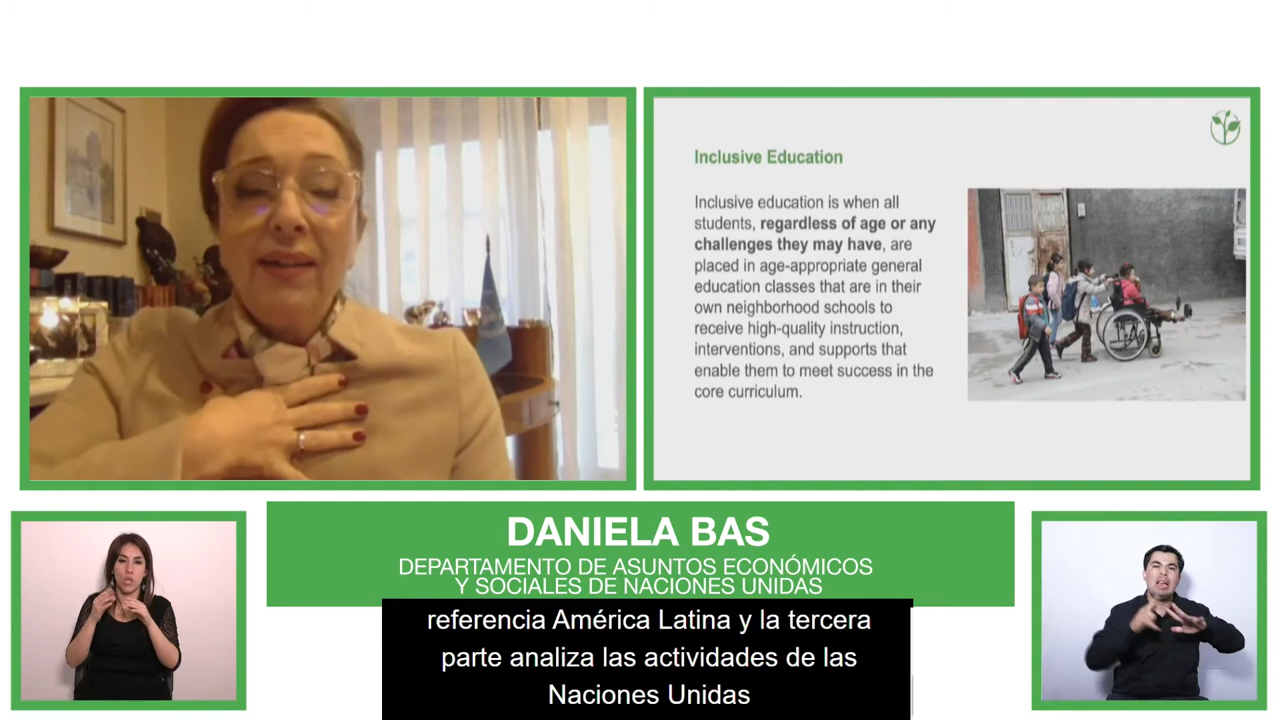 Inclusive Education
Inclusive education is when all
students, regardless of age or any
challenges they may have, are
placed in age-appropriate general
education classes that are in their
own neighborhood schools to
receive high-quality instruction,
interventions, and supports that
enable them to meet success in the
core curriculum.
DANIELA BAS
DEPARTAMENTO DE ASUNTOS ECONÓMICOS
Y SOCIALES DE NACIONES UNIDAS
referencia América Latina y la tercera
parte analiza las actividades de las
Naciones Unidas